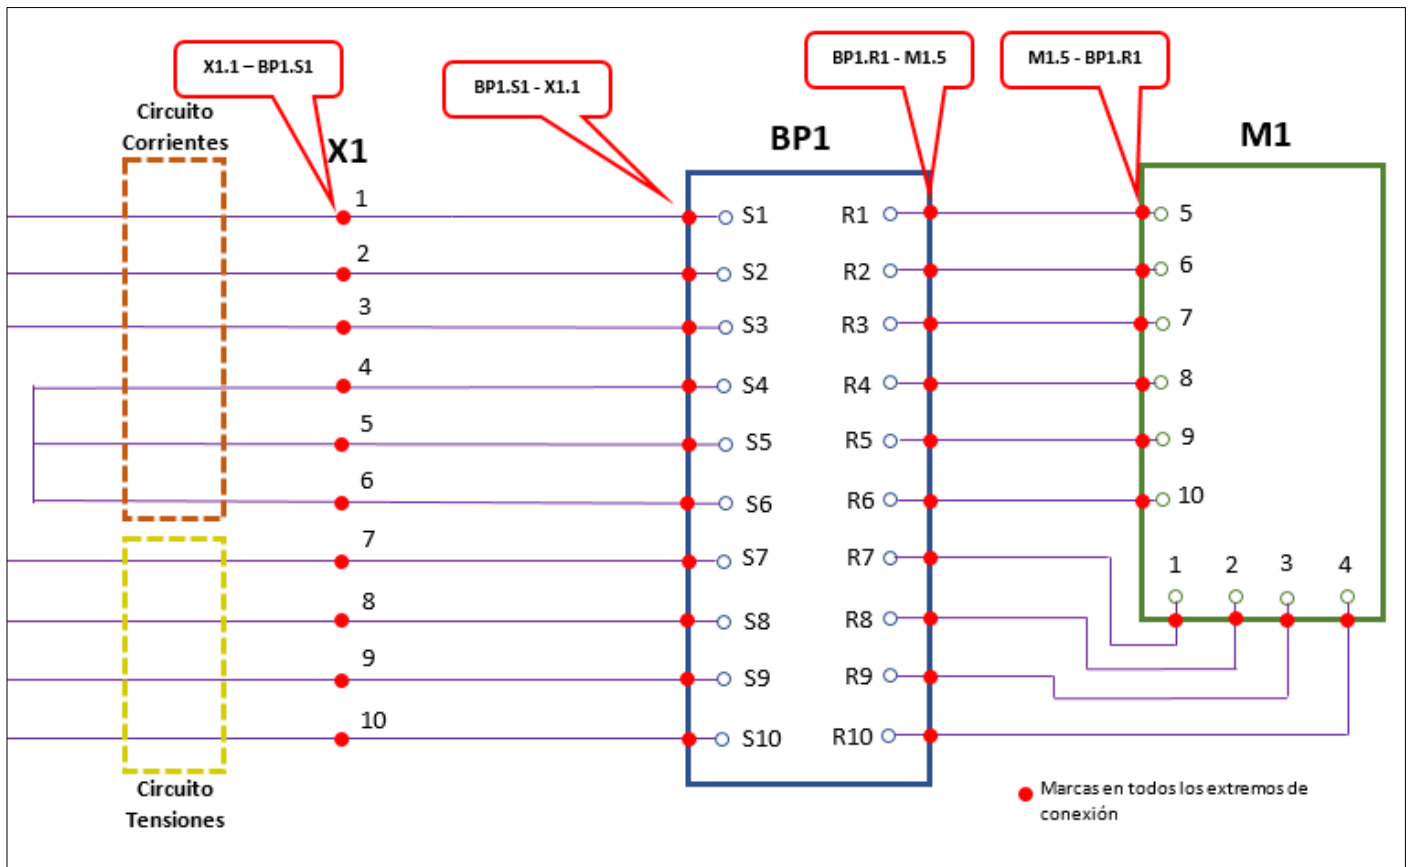 X1.1 – BP1.S1
BP1.S1 - X1.1
BP1.R1 - M1.5
M1.5 - BP1.R1
Circuito
Corrientes
X1
BP1
M1
1
S1
R1
5
2
S2
R2
6
3
S3
R3
7
4
S4
R4
8
5
S5
R5
9
6
S6
R6
10
7
S7
R7
1
2
3
4
8
S8
R8
9
S9
R9
10
S10
R10
Circuito
Tensiones
Marcas en todos los extremos de
conexión